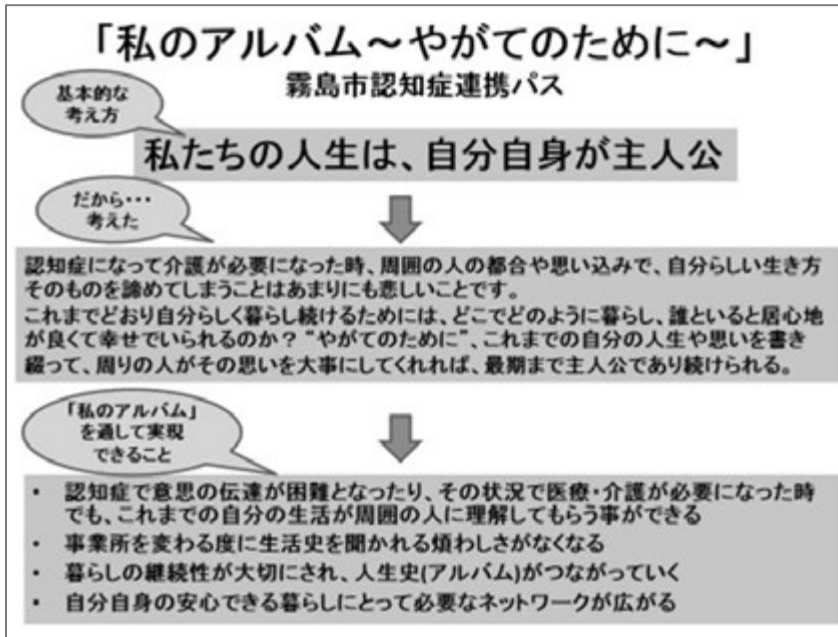 「私のアルバム～やがてのために～」
霧島市認知症連携パス
基本的な
考え方
私たちの人生は、自分自身が主人公
だから・・・
考えた
認知症になって介護が必要になった時、周囲の人の都合や思い込みで、自分らしい生き方
そのものを諦めてしまうことはあまりにも悲しいことです。
これまでどおり自分らしく暮らし続けるためには、どこでどのように暮らし、誰といると居心地
が良くて幸せでいられるのか？“やがてのために”、これまでの自分の人生や思いを書き
綴って、周りの人がその思いを大事にしてくれれば、最期まで主人公であり続けられる。
「私のアルバム」
を通して実現
できること
・ 認知症で意思の伝達が困難となったり、その状況で医療・介護が必要になった時
でも、これまでの自分の生活が周囲の人に理解してもらう事ができる
・ 事業所を変わる度に生活史を聞かれる煩わしさがなくなる
・ 暮らしの継続性が大切にされ、人生史(アルバム)がつながっていく
・ 自分自身の安心できる暮らしにとって必要なネットワークが広がる